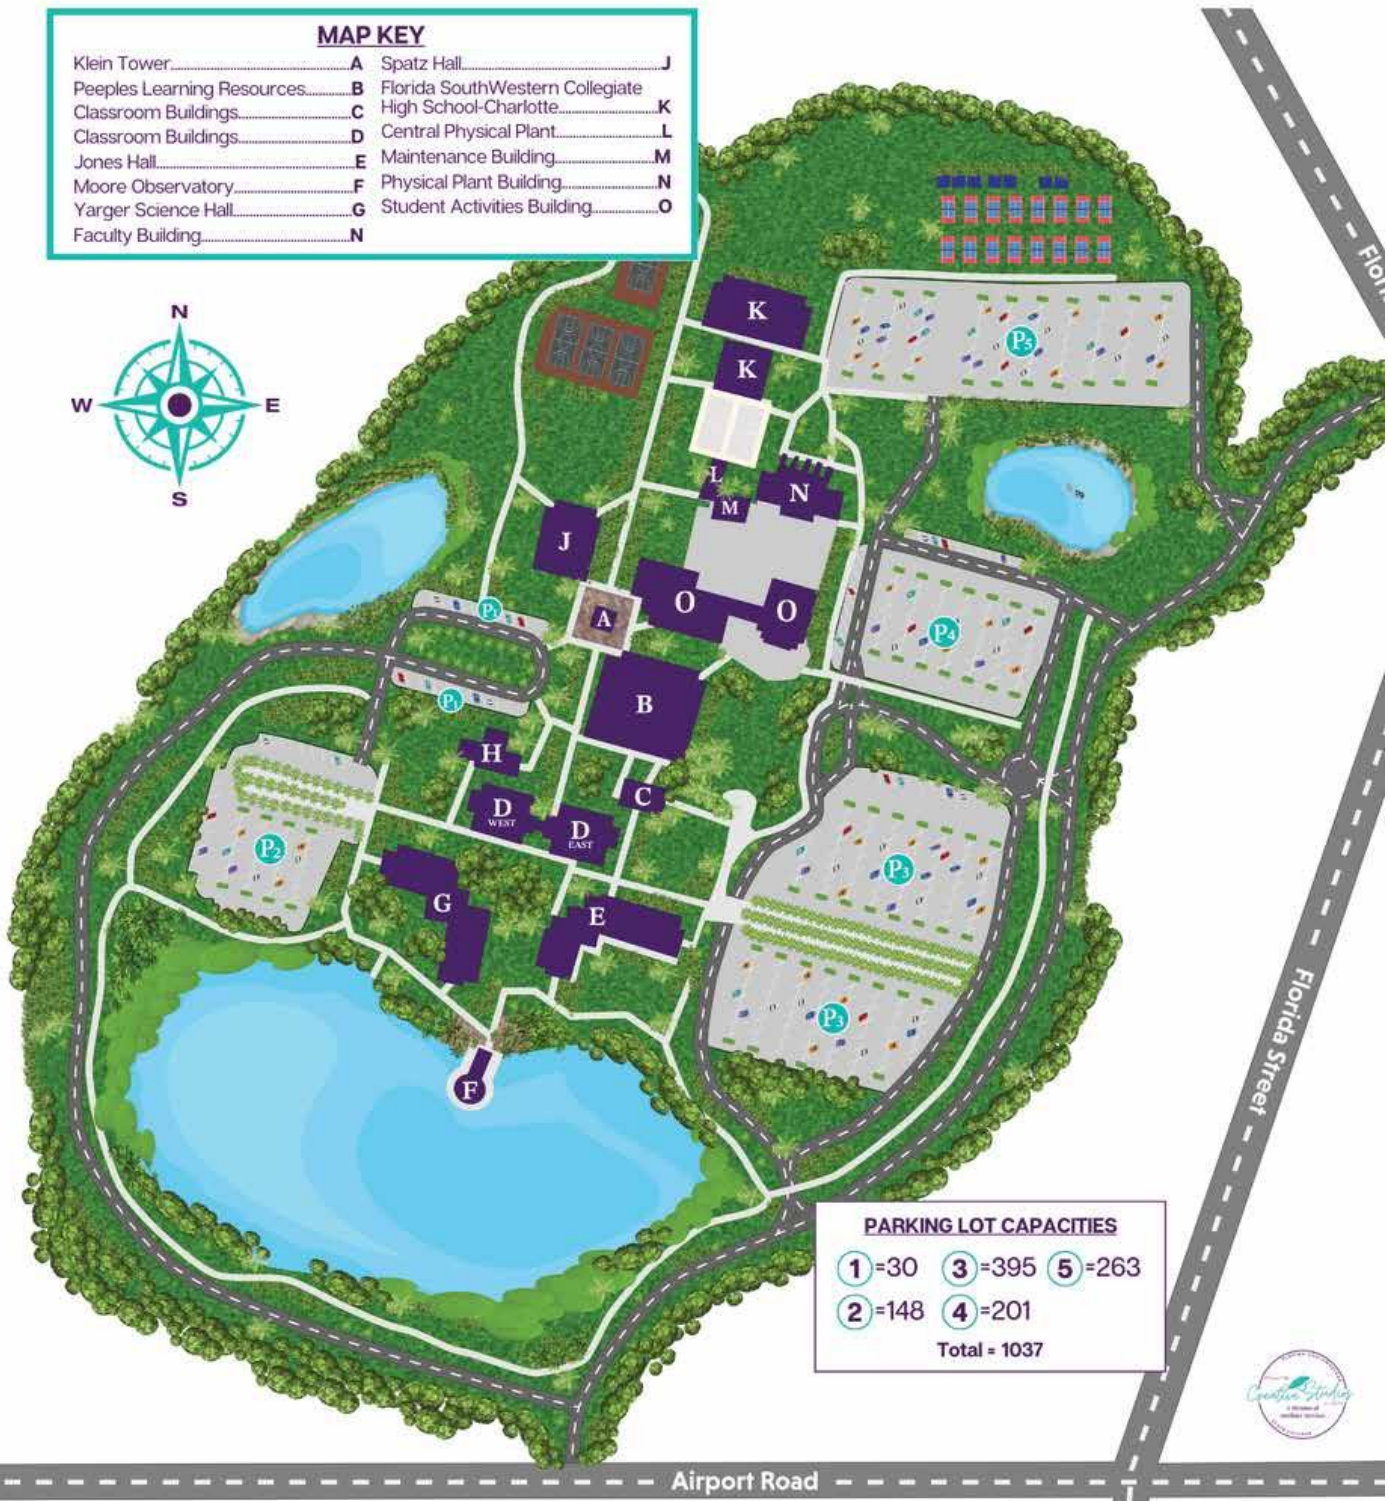 MAP KEY
Klein Tower A
Peeples Learning Resources B
Classroom Buildings C
Classroom Buildings D
Jones Hall E
Moore Observatory F
Yarger Science Hall G
Faculty Building N
Spatz Hall J
Florida SouthWestern Collegiate
High School-Charlotte K
Central Physical Plant L
Maintenance Building M
Physical Plant Building N
Student Activities Building O
N
W
E
S
K
K
P5
L
N
M
J
O
O
A
P1
P4
P1
B
H
C
D
WEST
D
EAST
P2
P3
G
E
P3
F
Florida Street
PARKING LOT CAPACITIES
1 =30 3 =395 5 =263
2 =148 4 =201
Total = 1037
Creative Studios
Airport Road